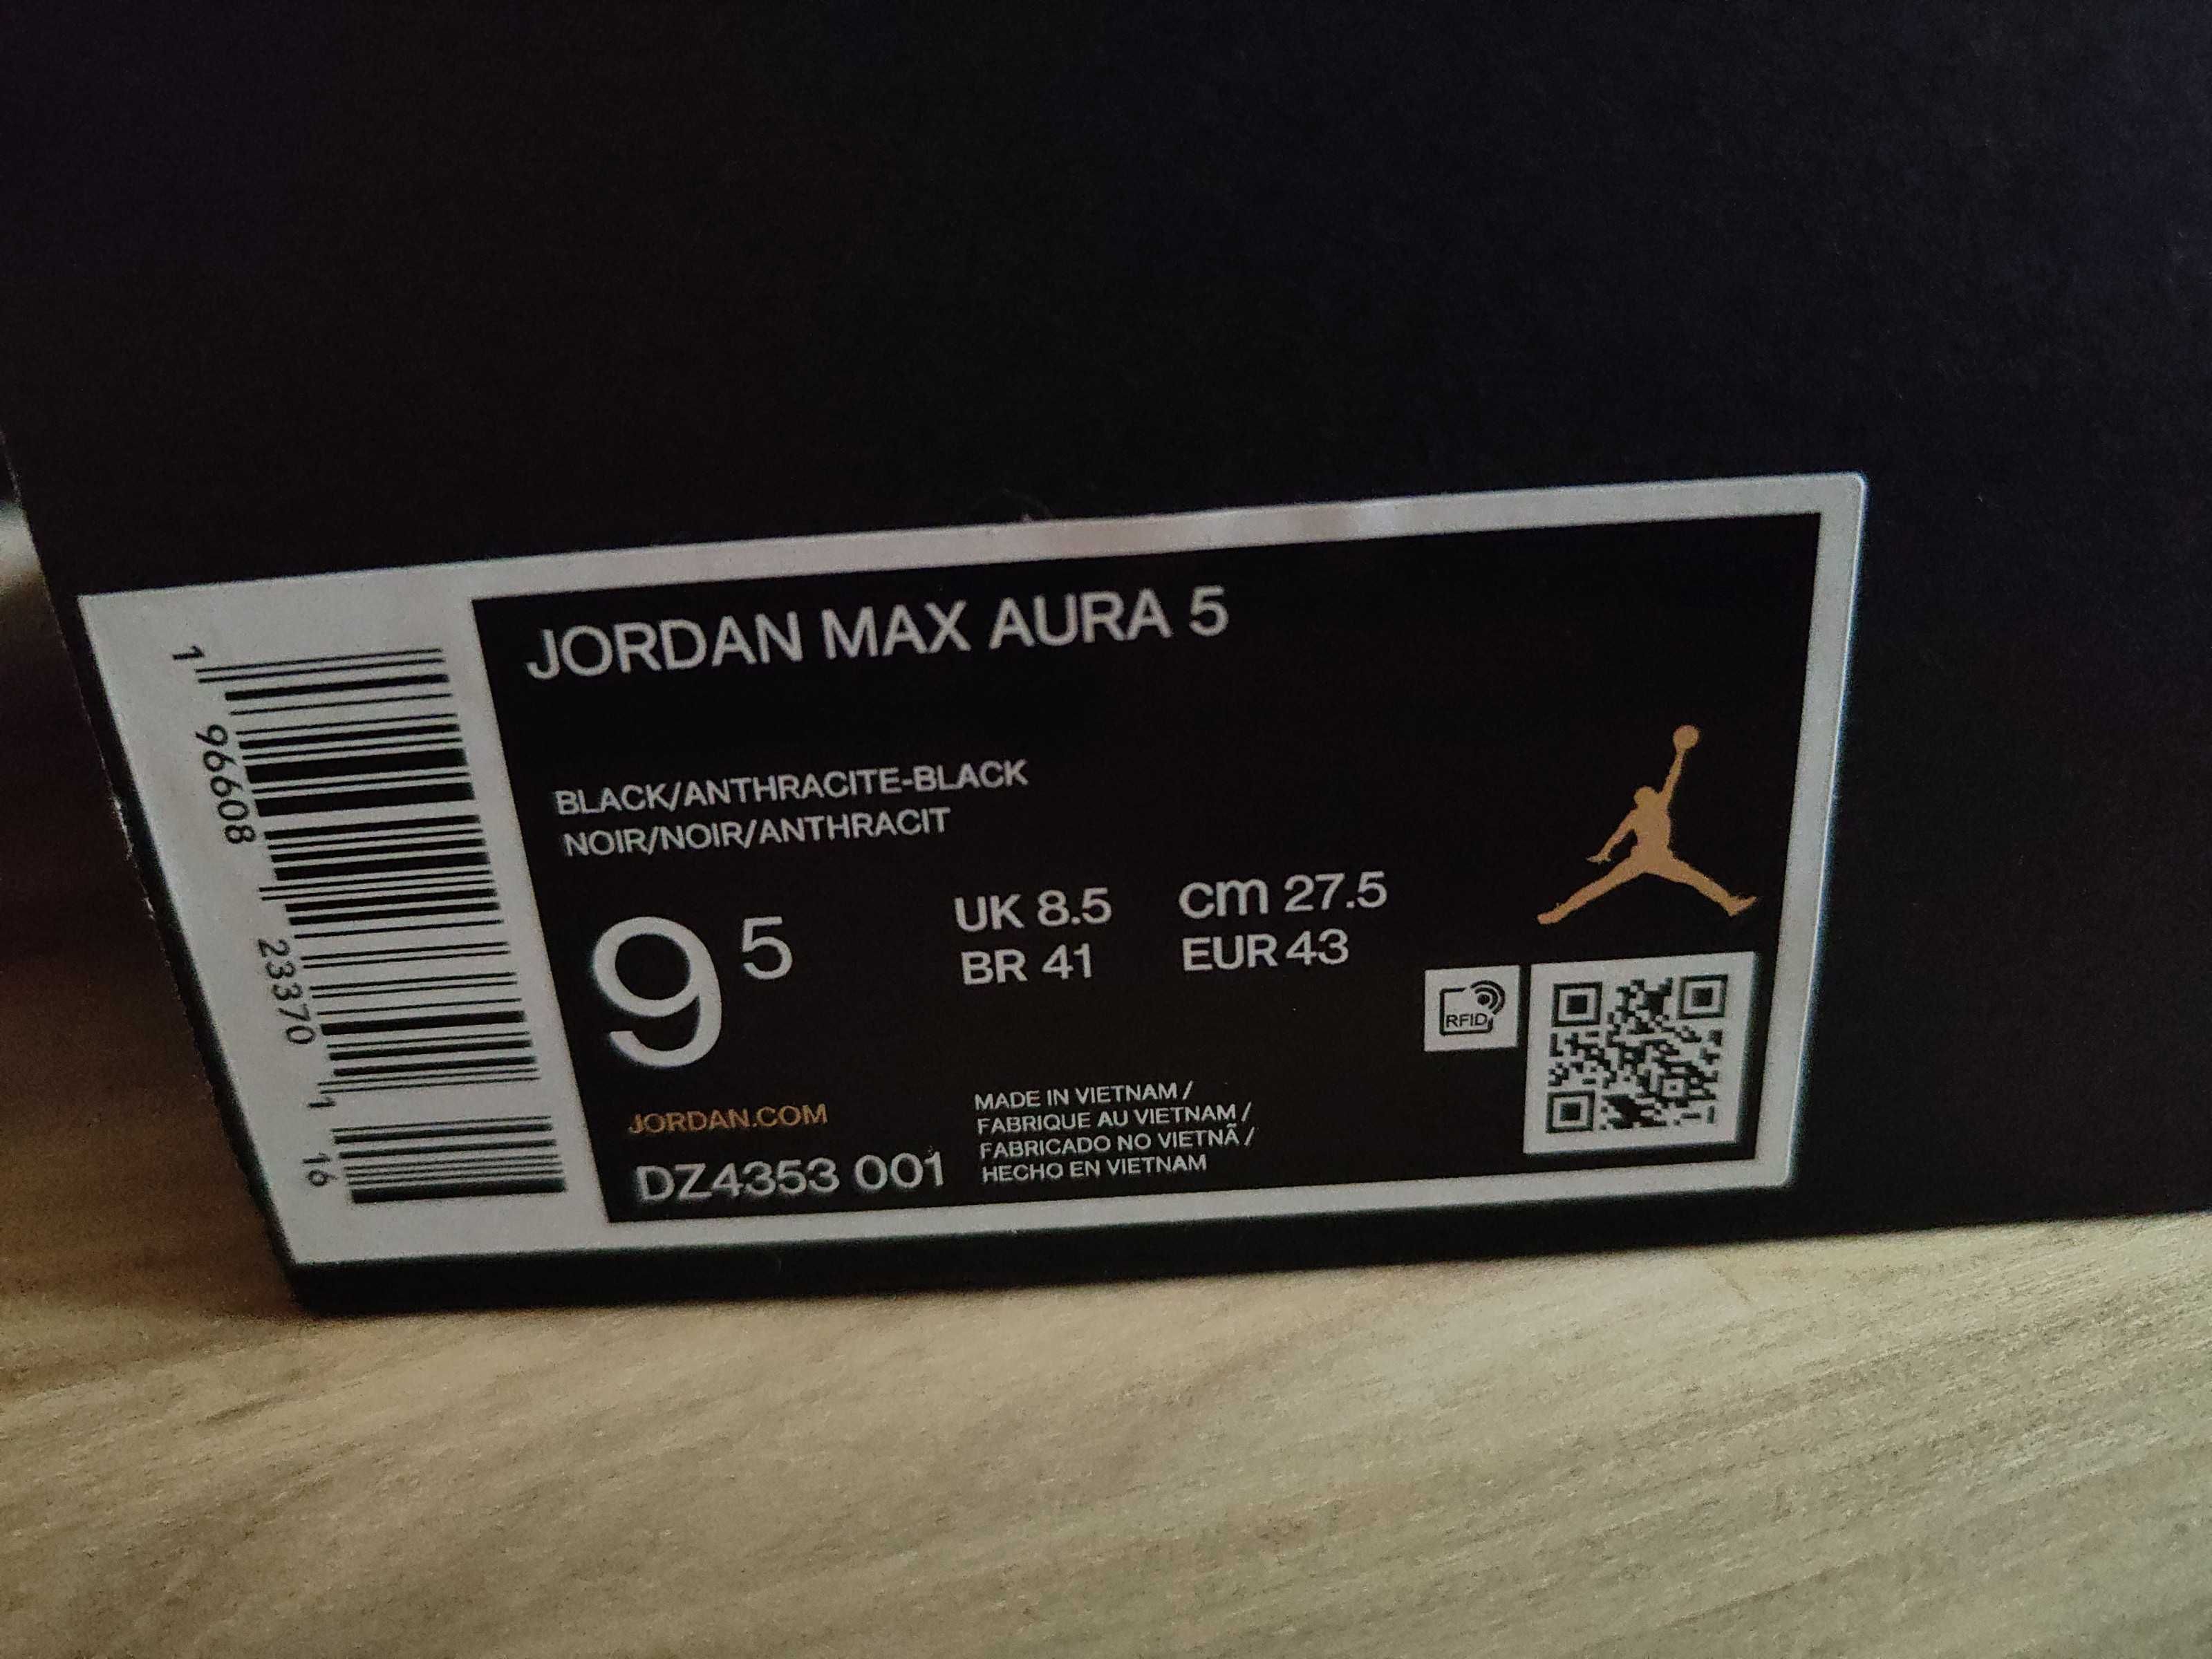 JORDAN MAX AURA 5
BLACK/ANTHRACITE-BLACK
NOIR/NOIR/ANTHRACIT
9 5
UK 8.5
BR 41
cm 27.5
EUR 43
RFID
JORDAN.COM
DZ4353 001
MADE IN VIETNAM /
FABRIQUE AU VIETNAM /
FABRICADO NO VIETNÃ /
HECHO EN VIETNAM
1 96608 23370 1 16